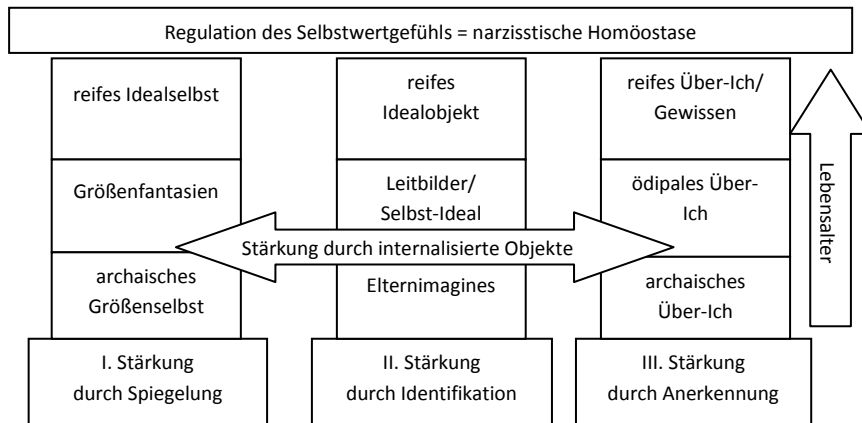 Regulation des Selbstwertgefühls = narzisstische Homöostase
reifes Idealselbst
reifes
Idealobjekt
reifes Über-Ich/
Gewissen
Größenfantasien
Leitbilder/
Selbst-Ideal
ödipales Über-
Ich
Stärkung durch internalisierte Objekte
archaisches
Größenselbst
Elternimagines
archaisches
Über-Ich
Lebensalter
I. Stärkung
durch Spiegelung
II. Stärkung
durch Identifikation
III. Stärkung
durch Anerkennung